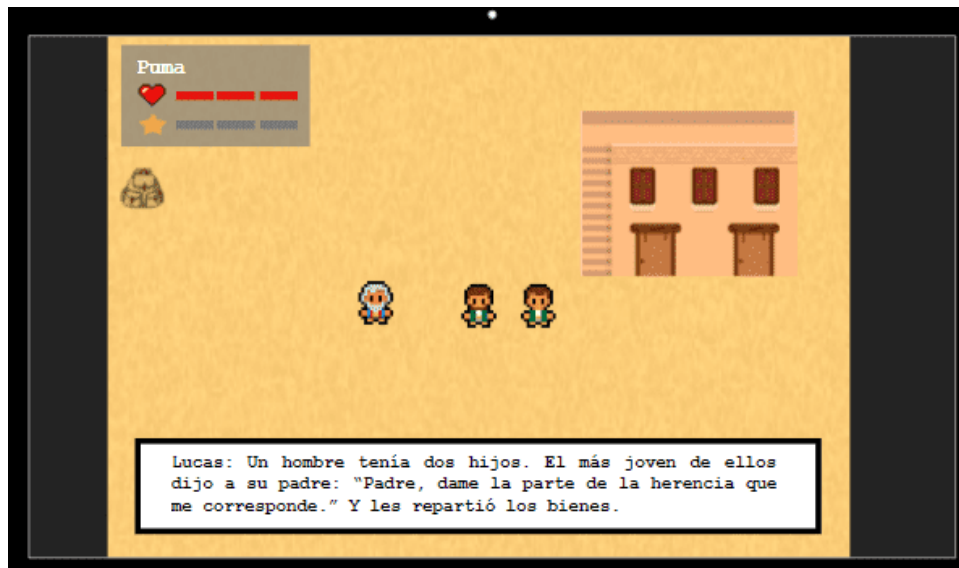 Puma
Lucas: Un hombre tenía dos hijos. El más joven de ellos
dijo a su padre: “Padre, dame la parte de la herencia que
me corresponde.” Y les repartió los bienes.